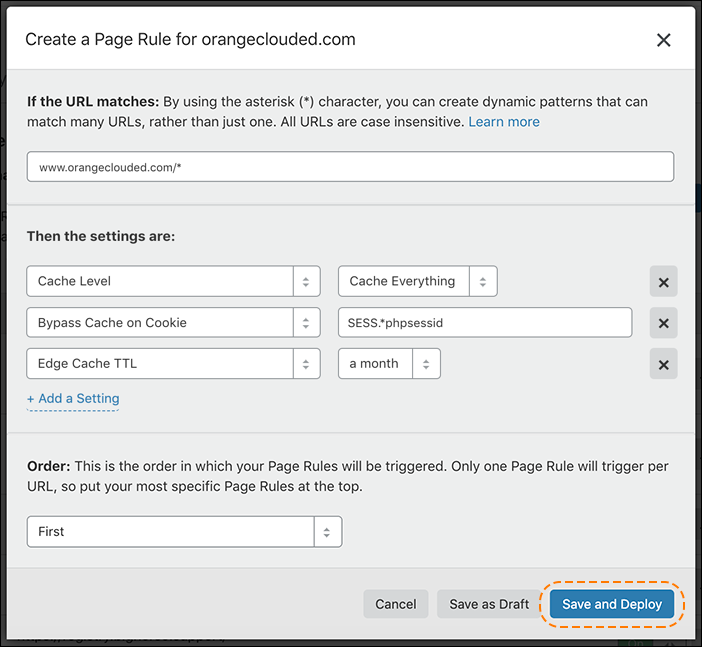 Create a Page Rule for orangeclouded.com
If the URL matches: By using the asterisk (*) character, you can create dynamic patterns that can
match many URLs, rather than just one. All URLs are case insensitive. Learn more
www.orangeclouded.com/*
Then the settings are:
Cache Level
Cache Everything
Bypass Cache on Cookie
SESS.*phpsessid
Edge Cache TTL
a month
+ Add a Setting
Order: This is the order in which your Page Rules will be triggered. Only one Page Rule will trigger per
URL, so put your most specific Page Rules at the top.
First
Cancel
Save as Draft
Save and Deploy